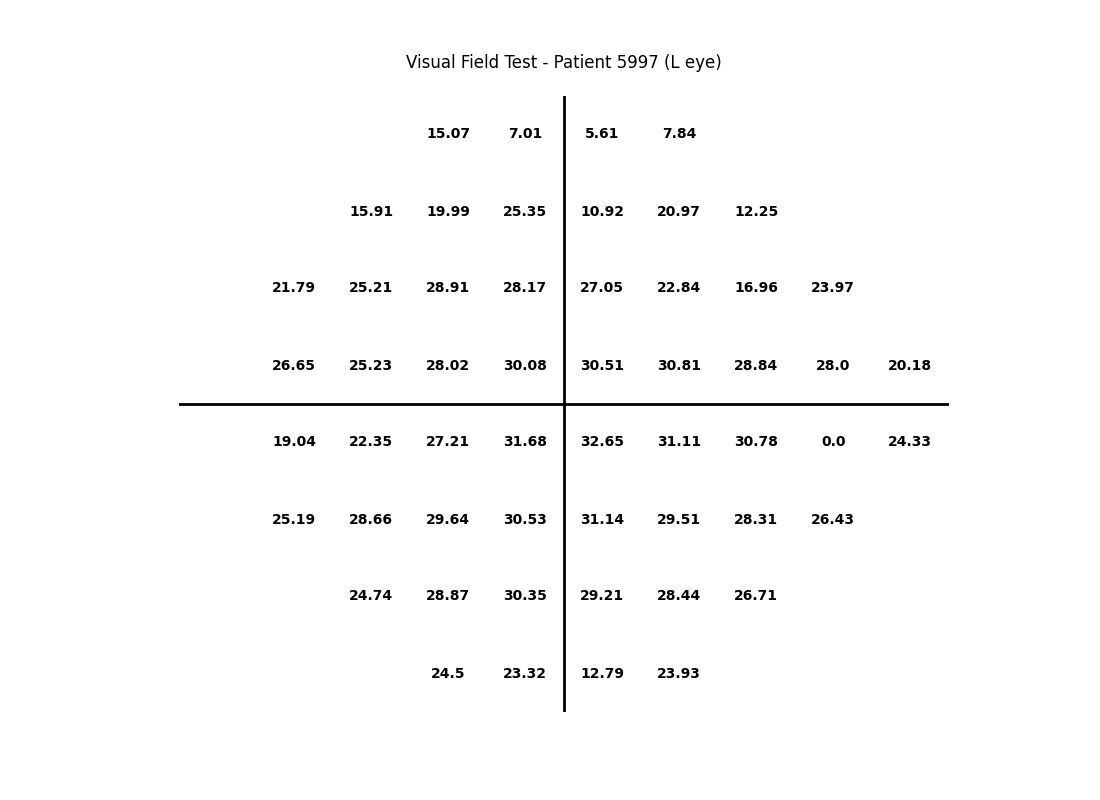 Visual Field Test - Patient 5997 (L eye)
15.07 7.01 5.61 7.84
15.91 19.99 25.35 10.92 20.97 12.25
21.79 25.21 28.91 28.17 27.05 22.84 16.96 23.97
26.65 25.23 28.02 30.08 30.51 30.81 28.84 28.0 20.18
19.04 22.35 27.21 31.68 32.65 31.11 30.78 0.0 24.33
25.19 28.66 29.64 30.53 31.14 29.51 28.31 26.43
24.74 28.87 30.35 29.21 28.44 26.71
24.5 23.32 12.79 23.93